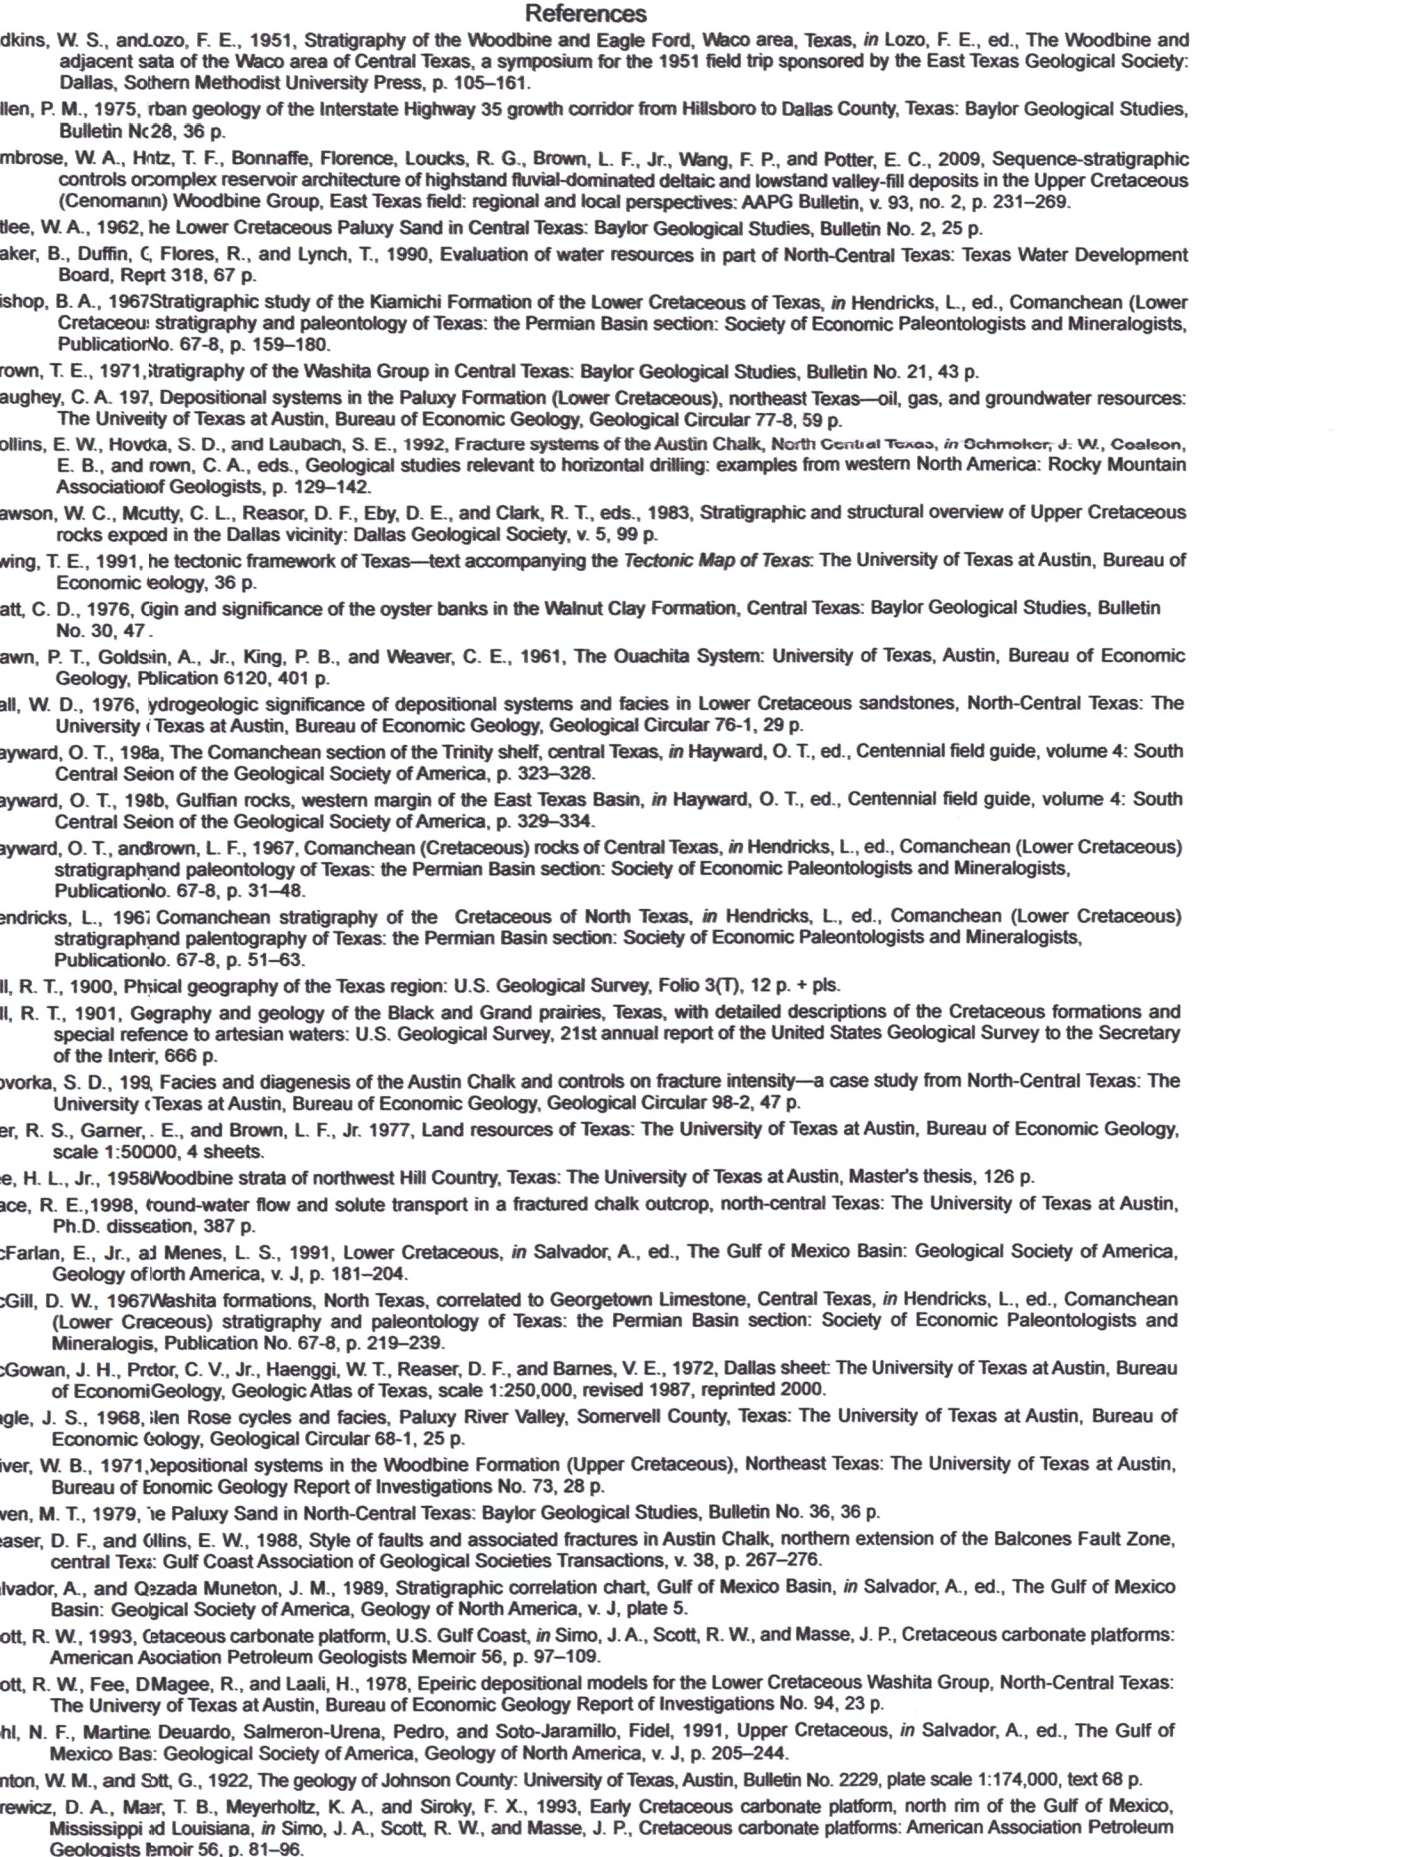 References
dkins, W. S., and Lozo, F. E., 1951, Stratigraphy of the Woodbine and Eagle Ford, Waco area, Texas, in Lozo, F. E., ed., The Woodbine and
adjacent sata of the Waco area of Central Texas, a symposium for the 1951 field trip sponsored by the East Texas Geological Society:
Dallas, Sothern Methodist University Press, p. 105–161.
llen, P. M., 1975, rban geology of the Interstate Highway 35 growth corridor from Hillsboro to Dallas County, Texas: Baylor Geological Studies,
Bulletin No 28, 36 p.
mbrose, W. A., Hntz, T. F., Bonnaffe, Florence, Loucks, R. G., Brown, L. F., Jr., Wang, F. P., and Potter, E. C., 2009, Sequence-stratigraphic
controls on complex reservoir architecture of highstand fluvial-dominated deltaic and lowstand valley-fill deposits in the Upper Cretaceous
(Cenomanin) Woodbine Group, East Texas field: regional and local perspectives: AAPG Bulletin, v. 93, no. 2, p. 231–269.
tlee, W. A., 1962, he Lower Cretaceous Paluxy Sand in Central Texas: Baylor Geological Studies, Bulletin No. 2, 25 p.
aker, B., Duffin, G, Flores, R., and Lynch, T., 1990, Evaluation of water resources in part of North-Central Texas: Texas Water Development
Board, Reprt 318, 67 p.
ishop, B. A., 1967 Stratigraphic study of the Kiamichi Formation of the Lower Cretaceous of Texas, in Hendricks, L., ed., Comanchean (Lower
Cretaceous stratigraphy and paleontology of Texas: the Permian Basin section: Society of Economic Paleontologists and Mineralogists,
Publication No. 67-8, p. 159–180.
rown, T. E., 1971, Stratigraphy of the Washita Group in Central Texas: Baylor Geological Studies, Bulletin No. 21, 43 p.
aughey, C. A. 197, Depositional systems in the Paluxy Formation (Lower Cretaceous), northeast Texas—oil, gas, and groundwater resources:
The Univerity of Texas at Austin, Bureau of Economic Geology, Geological Circular 77-8, 59 p.
ollins, E. W., Hovoka, S. D., and Laubach, S. E., 1992, Fracture systems of the Austin Chalk, North Central Texas, in Schmoker, J. W., Coalson,
E. B., and rown, C. A., eds., Geological studies relevant to horizontal drilling: examples from western North America: Rocky Mountain
Association of Geologists, p. 129–142.
awson, W. C., Mcutty, C. L., Reasor, D. F., Eby, D. E., and Clark, R. T., eds., 1983, Stratigraphic and structural overview of Upper Cretaceous
rocks expoed in the Dallas vicinity: Dallas Geological Society, v. 5, 99 p.
wing, T. E., 1991, he tectonic framework of Texas—text accompanying the Tectonic Map of Texas: The University of Texas at Austin, Bureau of
Economic eology, 36 p.
att, C. D., 1976, Oigin and significance of the oyster banks in the Walnut Clay Formation, Central Texas: Baylor Geological Studies, Bulletin
No. 30, 47 .
awn, P. T., Goldsin, A., Jr., King, P. B., and Weaver, C. E., 1961, The Ouachita System: University of Texas, Austin, Bureau of Economic
Geology, Pblication 6120, 401 p.
all, W. D., 1976, ydrogeologic significance of depositional systems and facies in Lower Cretaceous sandstones, North-Central Texas: The
University Texas at Austin, Bureau of Economic Geology, Geological Circular 76-1, 29 p.
ayward, O. T., 198a, The Comanchean section of the Trinity shelf, central Texas, in Hayward, O. T., ed., Centennial field guide, volume 4: South
Central Secion of the Geological Society of America, p. 323–328.
ayward, O. T., 198b, Gulfian rocks, western margin of the East Texas Basin, in Hayward, O. T., ed., Centennial field guide, volume 4: South
Central Secion of the Geological Society of America, p. 329–334.
ayward, O. T., and Brown, L. F., 1967, Comanchean (Cretaceous) rocks of Central Texas, in Hendricks, L., ed., Comanchean (Lower Cretaceous)
stratigraphy and paleontology of Texas: the Permian Basin section: Society of Economic Paleontologists and Mineralogists,
Publication No. 67-8, p. 31–48.
endricks, L., 1967 Comanchean stratigraphy of the Cretaceous of North Texas, in Hendricks, L., ed., Comanchean (Lower Cretaceous)
stratigraphy and palentography of Texas: the Permian Basin section: Society of Economic Paleontologists and Mineralogists,
Publication No. 67-8, p. 51–63.
ll, R. T., 1900, Physical geography of the Texas region: U.S. Geological Survey, Folio 3(T), 12 p. + pls.
ll, R. T., 1901, Gography and geology of the Black and Grand prairies, Texas, with detailed descriptions of the Cretaceous formations and
special refence to artesian waters: U.S. Geological Survey, 21st annual report of the United States Geological Survey to the Secretary
of the Interir, 666 p.
ovorka, S. D., 199, Facies and diagenesis of the Austin Chalk and controls on fracture intensity—a case study from North-Central Texas: The
University Texas at Austin, Bureau of Economic Geology, Geological Circular 98-2, 47 p.
er, R. S., Garner, . E., and Brown, L. F., Jr. 1977, Land resources of Texas: The University of Texas at Austin, Bureau of Economic Geology,
scale 1:500000, 4 sheets.
e, H. L., Jr., 1958 Woodbine strata of northwest Hill Country, Texas: The University of Texas at Austin, Master's thesis, 126 p.
ace, R. E., 1998, round-water flow and solute transport in a fractured chalk outcrop, north-central Texas: The University of Texas at Austin,
Ph.D. disseation, 387 p.
cFarlan, E., Jr., ad Menes, L. S., 1991, Lower Cretaceous, in Salvador, A., ed., The Gulf of Mexico Basin: Geological Society of America,
Geology of orth America, v. J, p. 181–204.
cGill, D. W., 1967 Washita formations, North Texas, correlated to Georgetown Limestone, Central Texas, in Hendricks, L., ed., Comanchean
(Lower Creaceous) stratigraphy and paleontology of Texas: the Permian Basin section: Society of Economic Paleontologists and
Mineralogis, Publication No. 67-8, p. 219–239.
cGowan, J. H., Prctor, C. V., Jr., Haenggi, W. T., Reaser, D. F., and Barnes, V. E., 1972, Dallas sheet: The University of Texas at Austin, Bureau
of Economi Geology, Geologic Atlas of Texas, scale 1:250,000, revised 1987, reprinted 2000.
agle, J. S., 1968, Glen Rose cycles and facies, Paluxy River Valley, Somervell County, Texas: The University of Texas at Austin, Bureau of
Economic Gology, Geological Circular 68-1, 25 p.
iver, W. B., 1971, Depositional systems in the Woodbine Formation (Upper Cretaceous), Northeast Texas: The University of Texas at Austin,
Bureau of Eonomic Geology Report of Investigations No. 73, 28 p.
wen, M. T., 1979, he Paluxy Sand in North-Central Texas: Baylor Geological Studies, Bulletin No. 36, 36 p.
easer, D. F., and Ollins, E. W., 1988, Style of faults and associated fractures in Austin Chalk, northern extension of the Balcones Fault Zone,
central Texs: Gulf Coast Association of Geological Societies Transactions, v. 38, p. 267–276.
lvador, A., and Qezada Muneton, J. M., 1989, Stratigraphic correlation chart, Gulf of Mexico Basin, in Salvador, A., ed., The Gulf of Mexico
Basin: Geological Society of America, Geology of North America, v. J, plate 5.
ott, R. W., 1993, Cetaceous carbonate platform, U.S. Gulf Coast, in Simo, J. A., Scott, R. W., and Masse, J. P., Cretaceous carbonate platforms:
American Asociation Petroleum Geologists Memoir 56, p. 97–109.
ott, R. W., Fee, D Magee, R., and Laali, H., 1978, Epeiric depositional models for the Lower Cretaceous Washita Group, North-Central Texas:
The Universy of Texas at Austin, Bureau of Economic Geology Report of Investigations No. 94, 23 p.
hl, N. F., Martine Deuardo, Salmeron-Urena, Pedro, and Soto-Jaramillo, Fidel, 1991, Upper Cretaceous, in Salvador, A., ed., The Gulf of
Mexico Bas: Geological Society of America, Geology of North America, v. J, p. 205–244.
nton, W. M., and Sott, G., 1922, The geology of Johnson County: University of Texas, Austin, Bulletin No. 2229, plate scale 1:174,000, text 68 p.
rewicz, D. A., Maer, T. B., Meyerholtz, K. A., and Siroky, F. X., 1993, Early Cretaceous carbonate platform, north rim of the Gulf of Mexico,
Mississippi ad Louisiana, in Simo, J. A., Scott, R. W., and Masse, J. P., Cretaceous carbonate platforms: American Association Petroleum
Geologists emoir 56, p. 81–96.